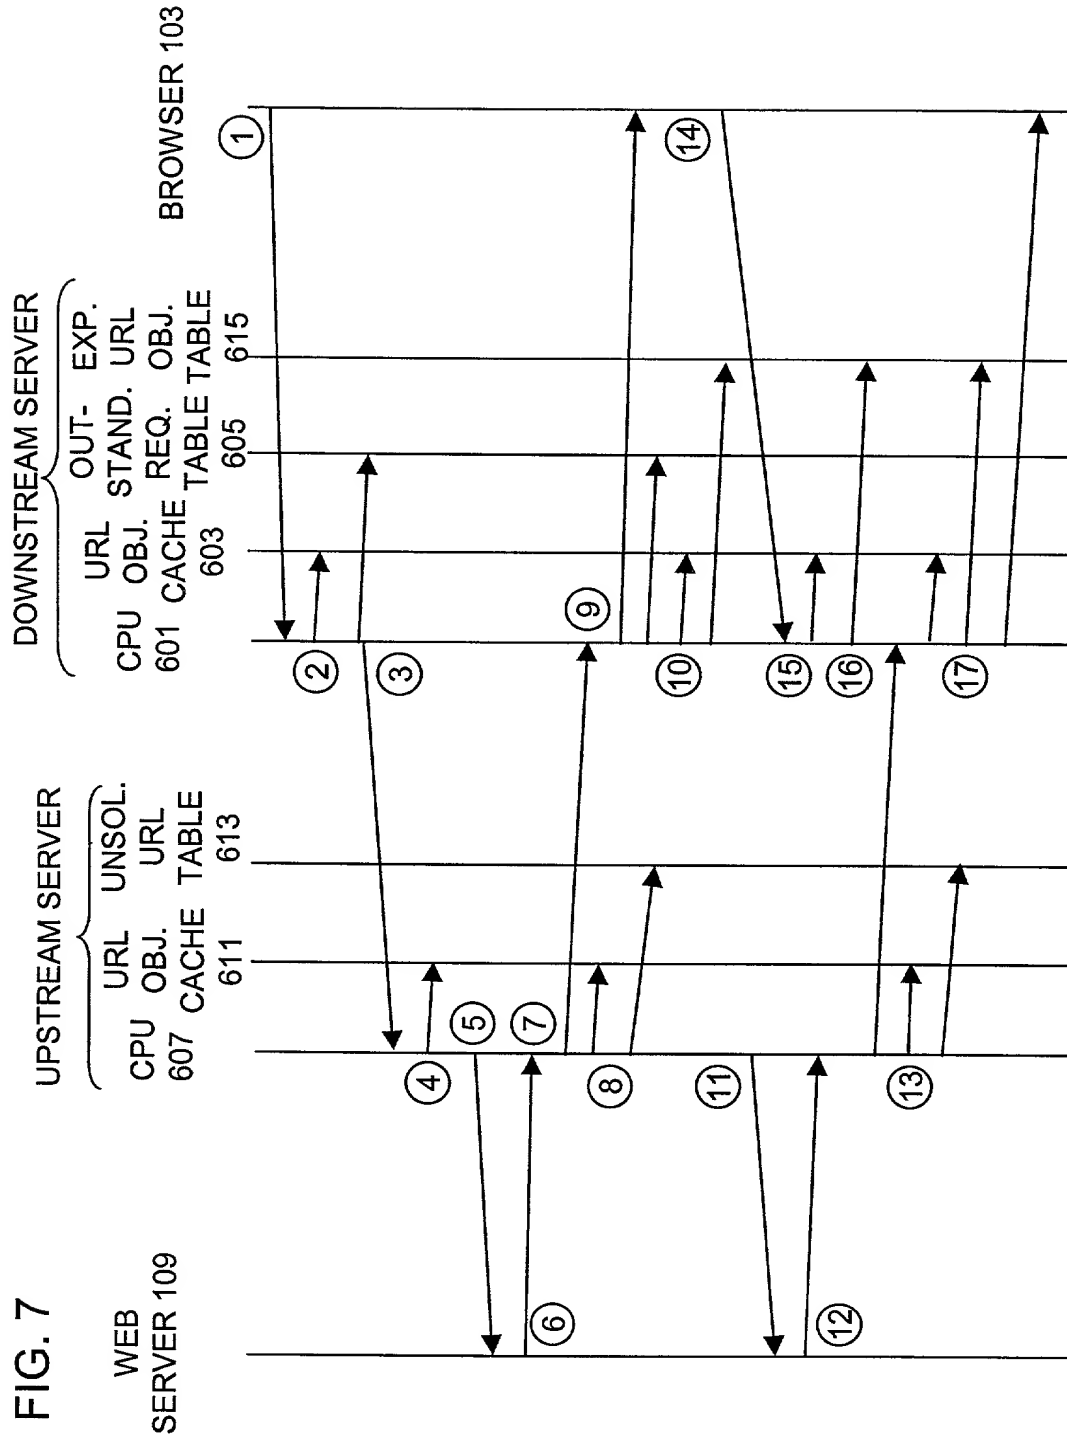 FIG. 7
WEB
SERVER 109
UPSTREAM SERVER
CPU
607
URL
OBJ.
CACHE
611
UNSOL.
URL
TABLE
613
DOWNSTREAM SERVER
CPU
601
URL
OBJ.
CACHE
603
OUT-
STAND.
REQ.
TABLE
605
EXP.
URL
OBJ.
TABLE
615
BROWSER 103
1
2
3
4
5
6
7
8
9
10
11
12
13
14
15
16
17